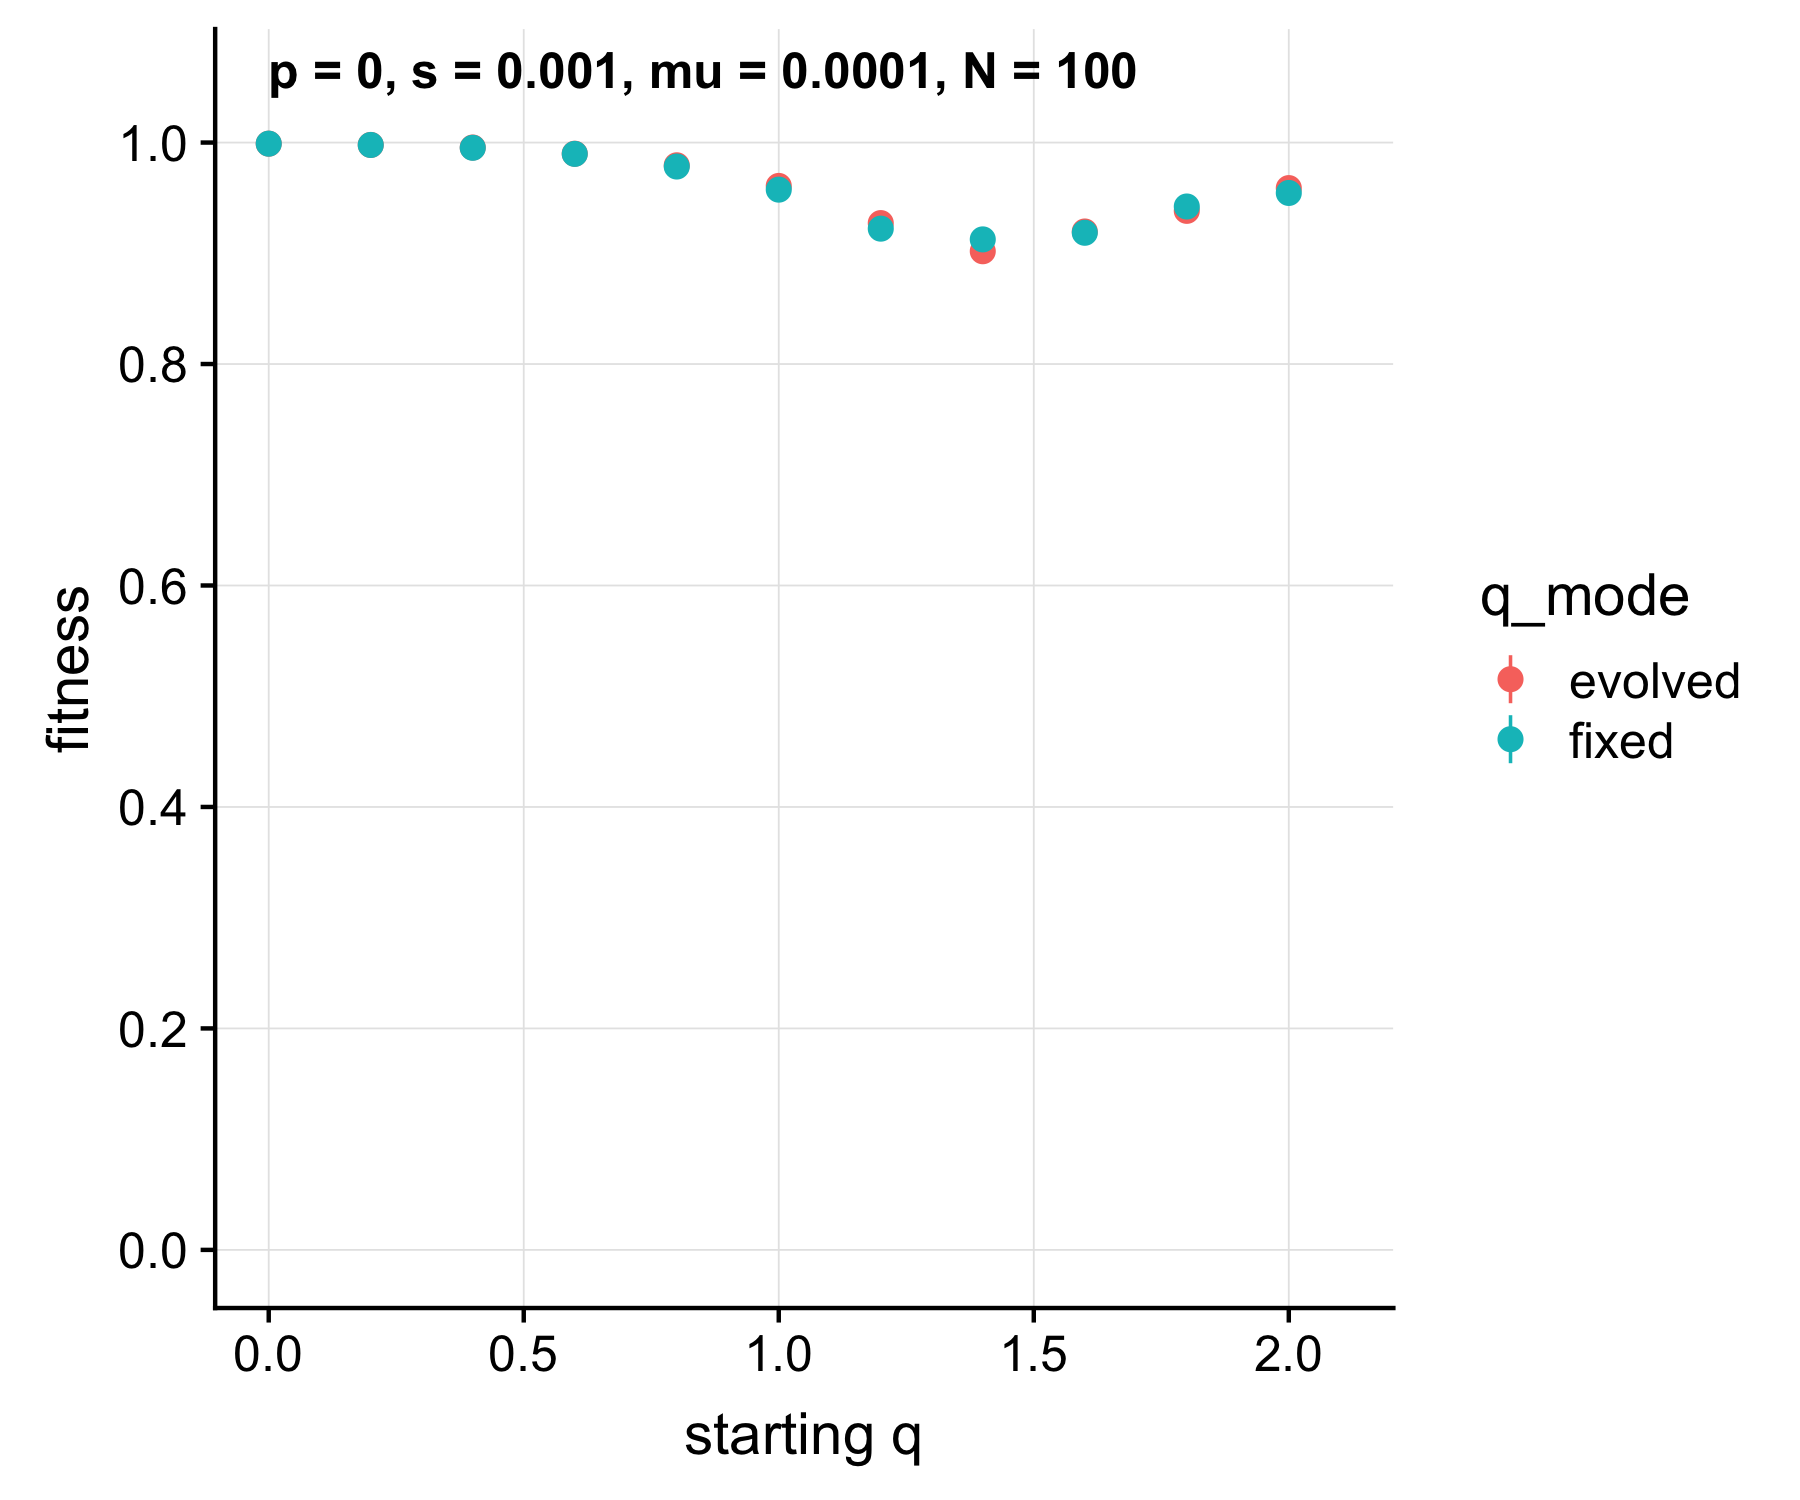 p = 0, s = 0.001, mu = 0.0001, N = 100
1.0
0.8
0.6
0.4
0.2
0.0
fitness
0.0 0.5 1.0 1.5 2.0
starting q
q_mode
evolved
fixed